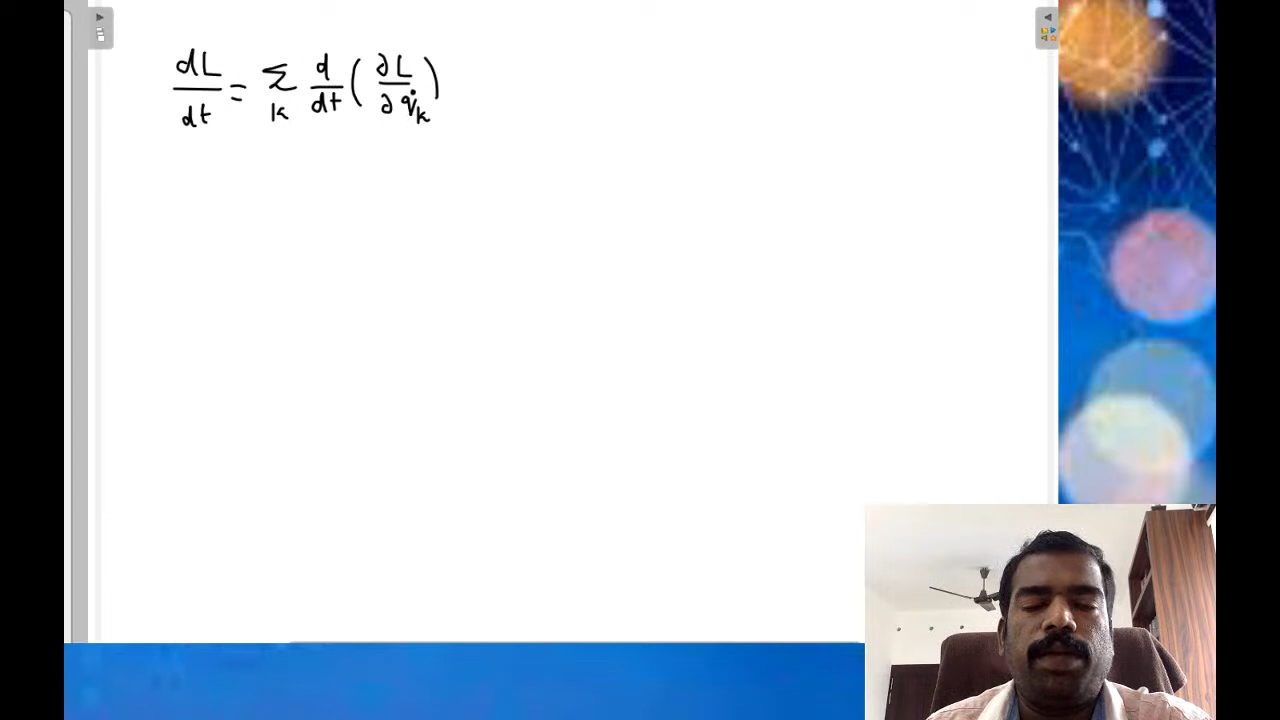 dL/dt = Σ_k d/dt ( ∂L/∂q̇_k )